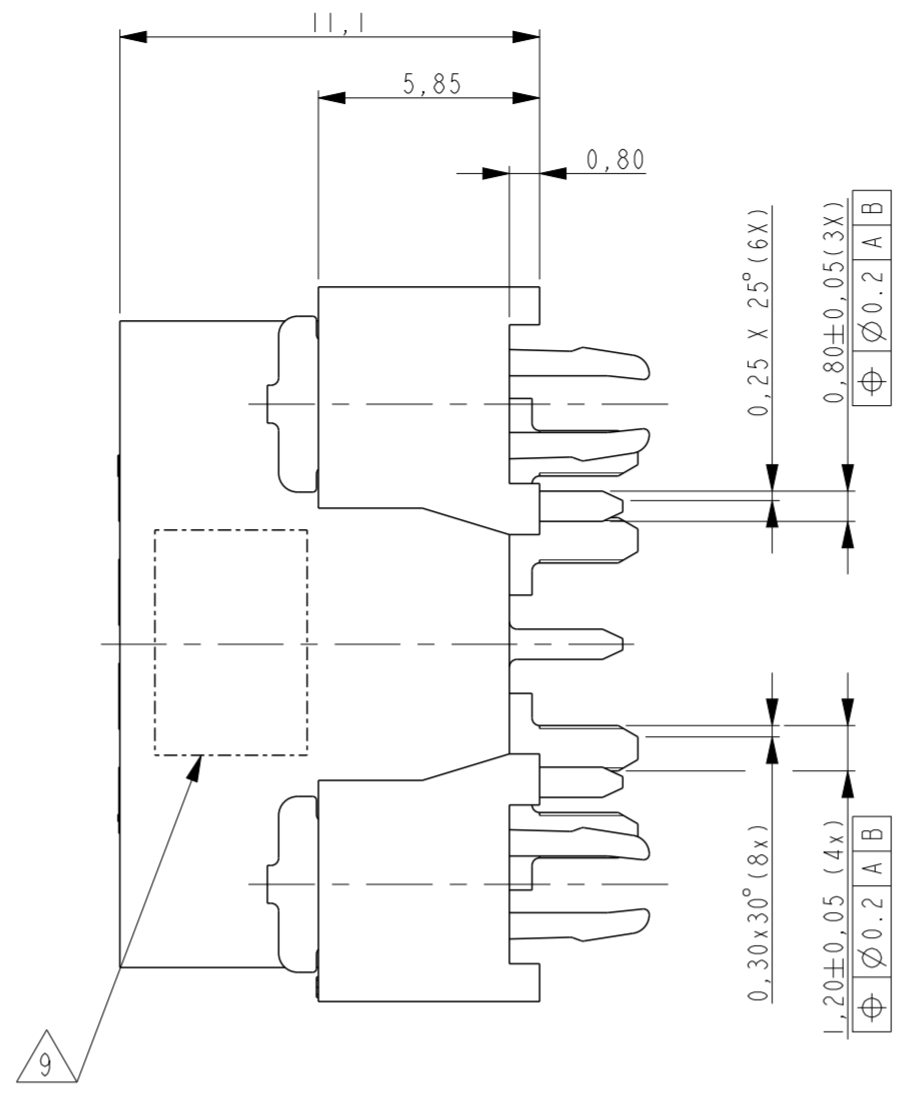 11,1
5,85
0,80
0,25 X 25°(6X)
0,80±0,05(3X)
⌖ Ø0.2 A B
0,30x30°(8x)
1,20±0,05 (4x)
⌖ Ø0.2 A B
9